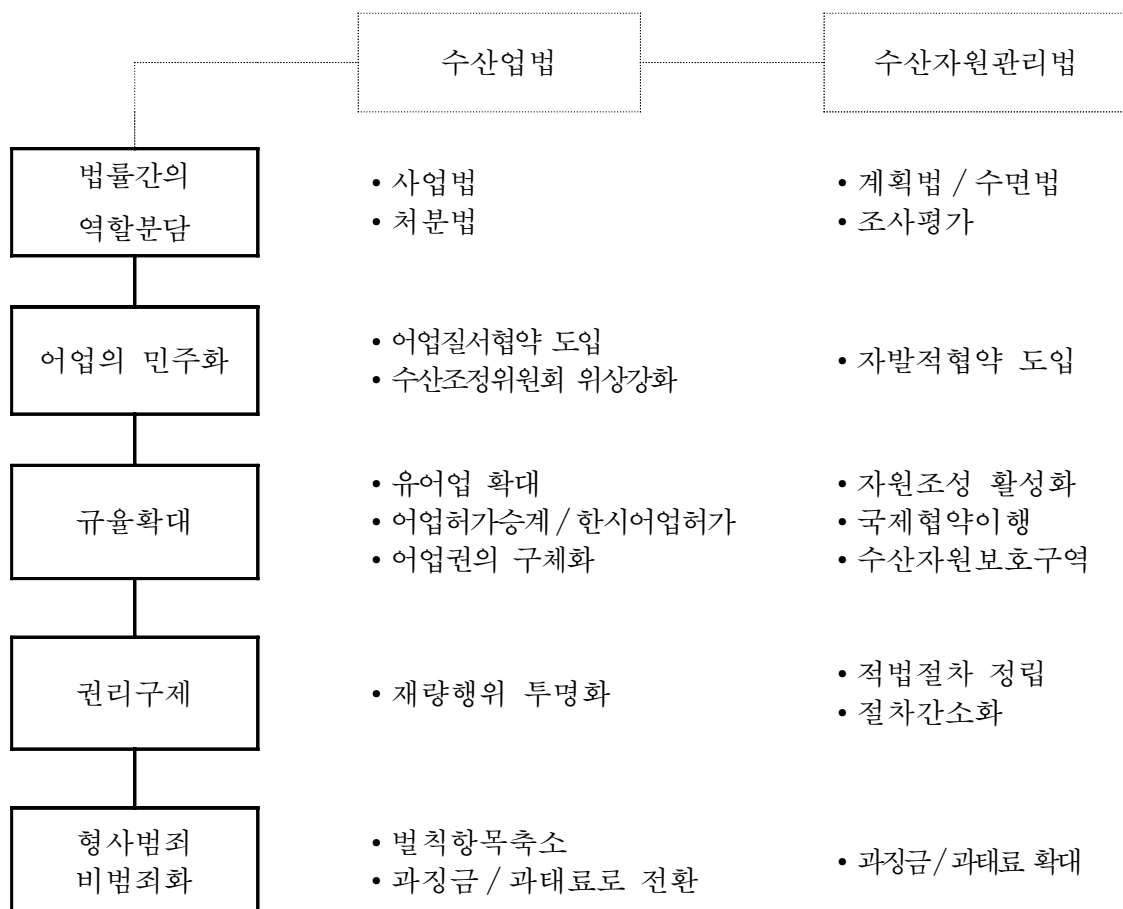 수산업법
수산자원관리법
법률간의
역할분담
• 사업법
• 처분법
• 계획법 / 수면법
• 조사평가
어업의 민주화
• 어업질서협약 도입
• 수산조정위원회 위상강화
• 자발적협약 도입
규율확대
• 유어업 확대
• 어업허가승계 / 한시어업허가
• 어업권의 구체화
• 자원조성 활성화
• 국제협약이행
• 수산자원보호구역
권리구제
• 재량행위 투명화
• 적법절차 정립
• 절차간소화
형사범죄
비범죄화
• 벌칙항목축소
• 과징금 / 과태료로 전환
• 과징금 / 과태료 확대